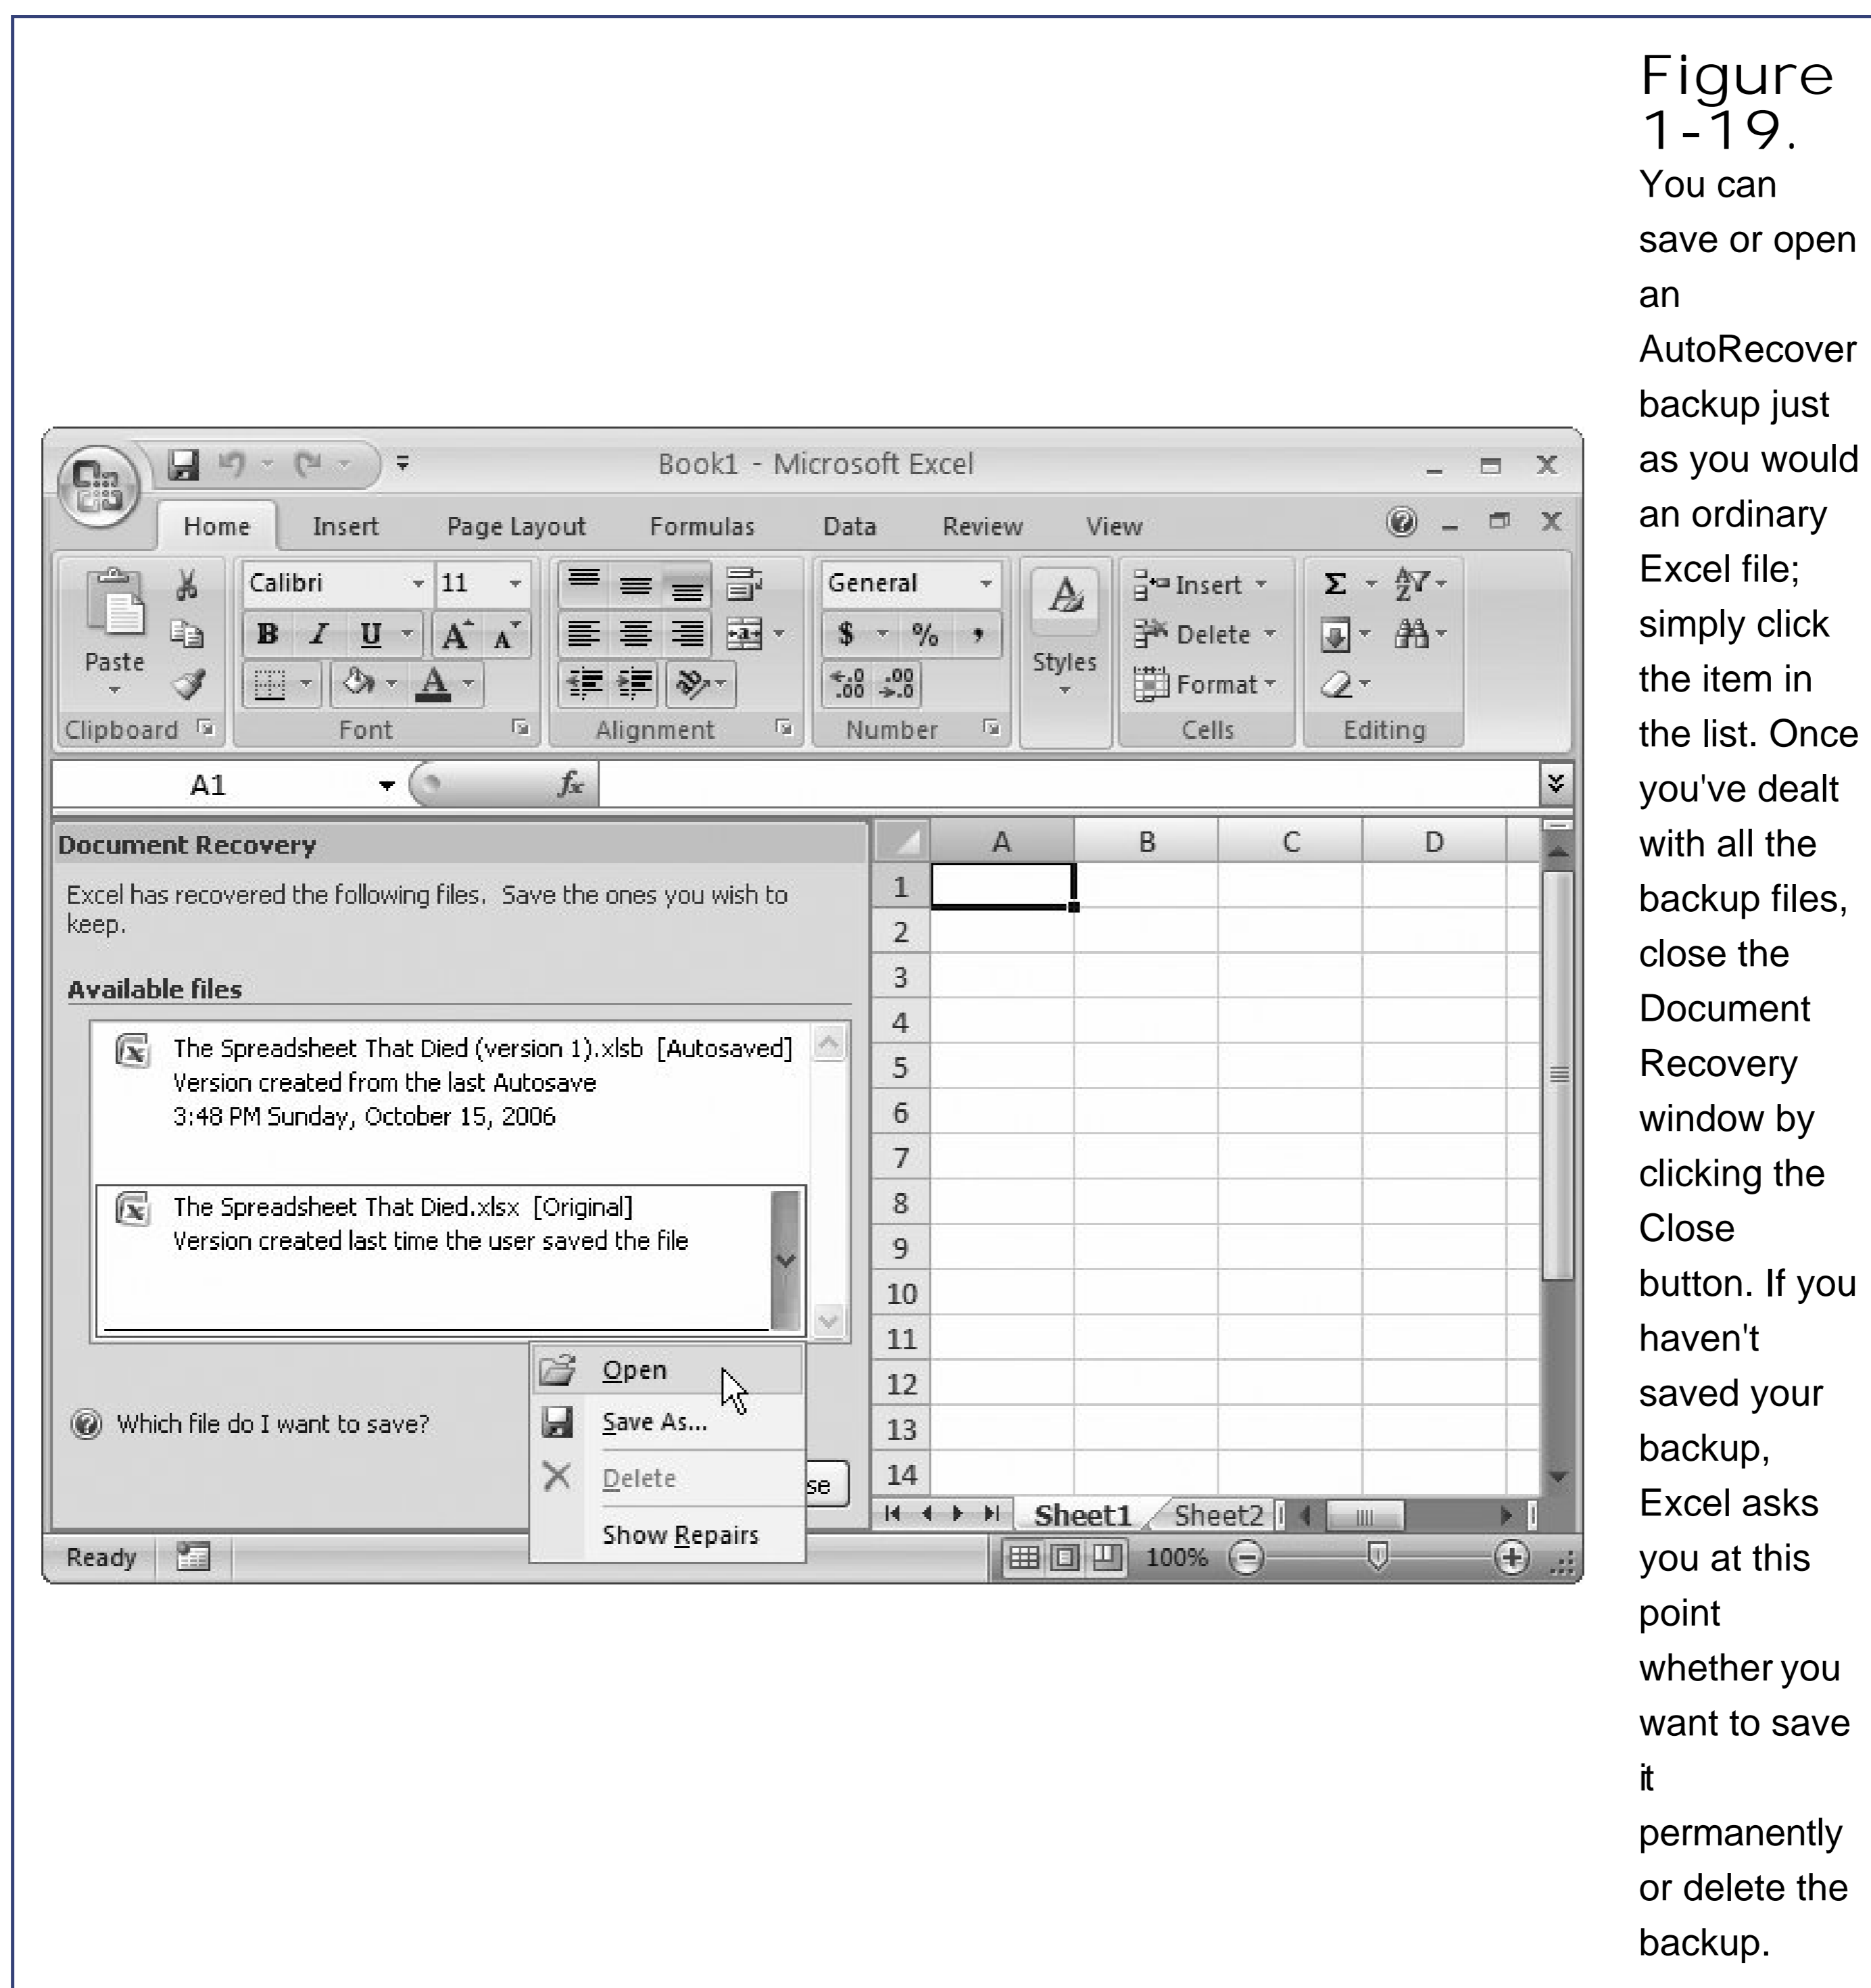 Figure
1-19.
You can
save or open
an
AutoRecover
backup just
as you would
an ordinary
Excel file;
simply click
the item in
the list. Once
you've dealt
with all the
backup files,
close the
Document
Recovery
window by
clicking the
Close
button. If you
haven't
saved your
backup,
Excel asks
you at this
point
whether you
want to save
it
permanently
or delete the
backup.
Book1 - Microsoft Excel
Home Insert Page Layout Formulas Data Review View
Calibri 11 General
Insert
B I U A A $ % ,
Delete
Paste Styles
.0 .00 .00 .0
Format
Clipboard Font Alignment Number Cells Editing
A1 fx
Document Recovery
Excel has recovered the following files. Save the ones you wish to
keep.
Available files
The Spreadsheet That Died (version 1).xlsb [Autosaved]
Version created from the last Autosave
3:48 PM Sunday, October 15, 2006
The Spreadsheet That Died.xlsx [Original]
Version created last time the user saved the file
Open
Save As...
Delete
Show Repairs
Which file do I want to save?
se
A B C D
1
2
3
4
5
6
7
8
9
10
11
12
13
14
Sheet1 Sheet2
Ready 100%